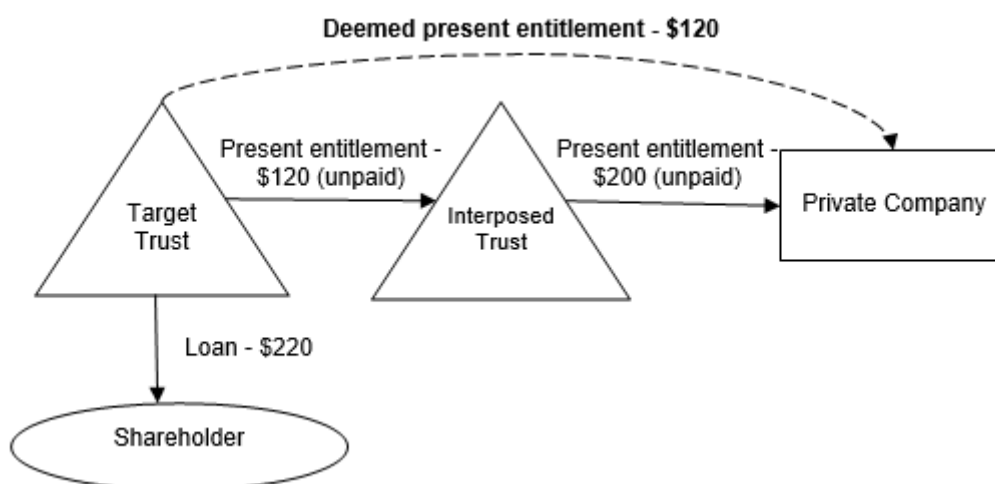 Deemed present entitlement - $120
Present entitlement -
$120 (unpaid)
Present entitlement -
$200 (unpaid)
Target
Trust
Interposed
Trust
Private Company
Loan - $220
Shareholder